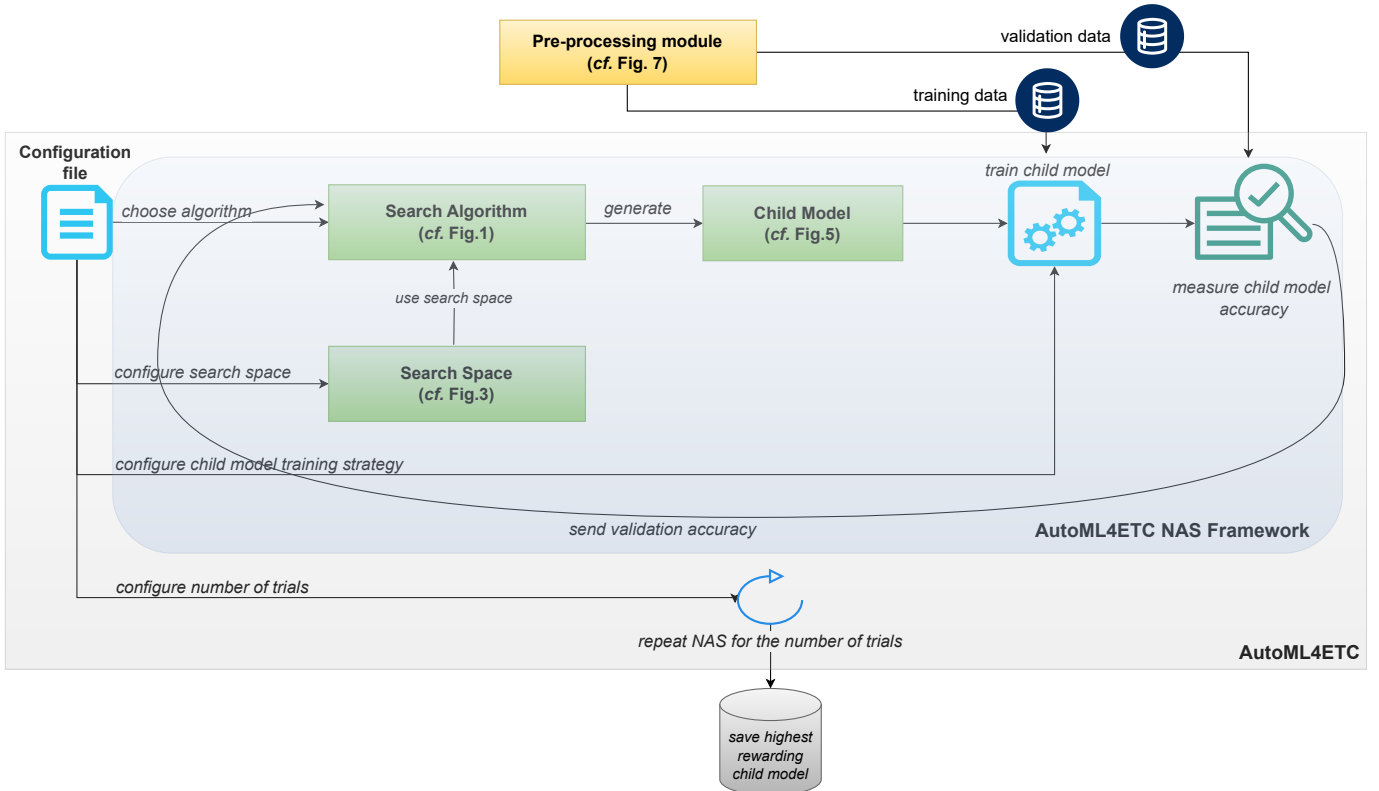 Pre-processing module
(cf. Fig. 7)
validation data
training data
Configuration
file
train child model
choose algorithm
Search Algorithm
(cf. Fig.1)
generate
Child Model
(cf. Fig.5)
measure child model
accuracy
use search space
configure search space
Search Space
(cf. Fig.3)
configure child model training strategy
send validation accuracy
AutoML4ETC NAS Framework
configure number of trials
repeat NAS for the number of trials
AutoML4ETC
save highest
rewarding
child model